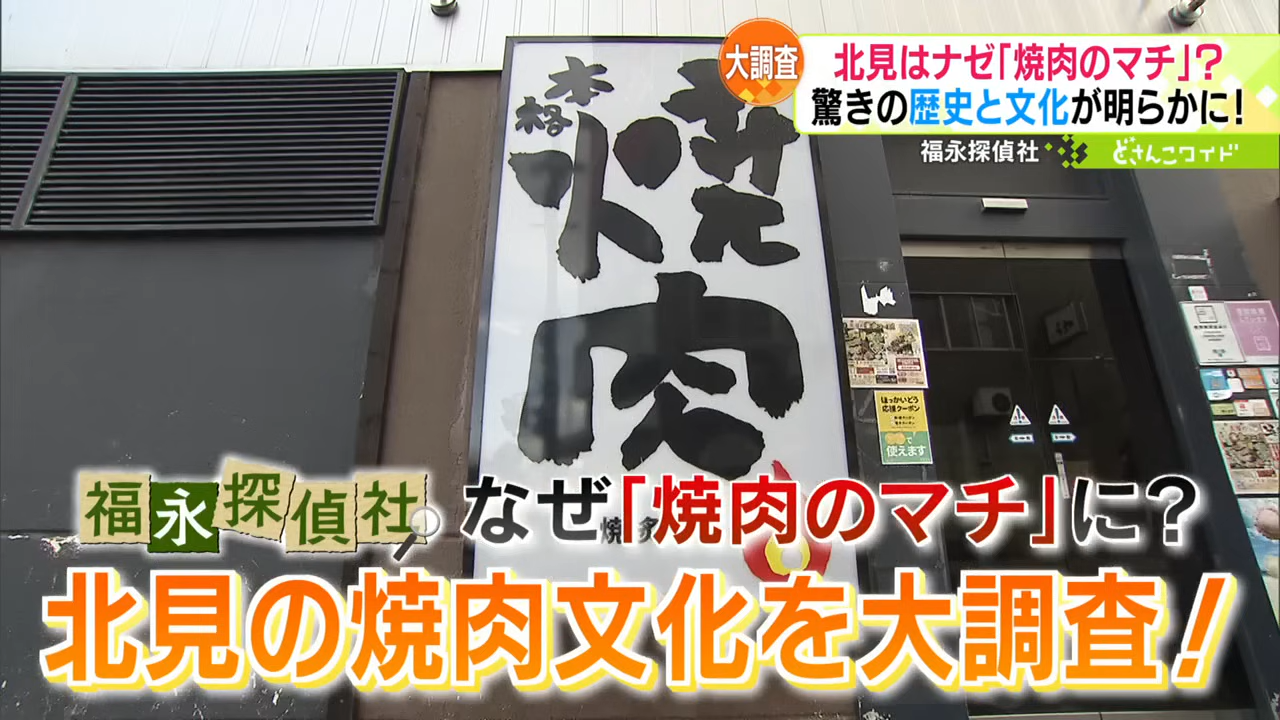 大調査
北見はナゼ「焼肉のマチ」?
驚きの歴史と文化が明らかに!
福永探偵社
どさんこワイド
本格
焼肉
ほっかいどう
応援クーポン
使えます
福永探偵社 なぜ「焼肉のマチ」に?
北見の焼肉文化を大調査!